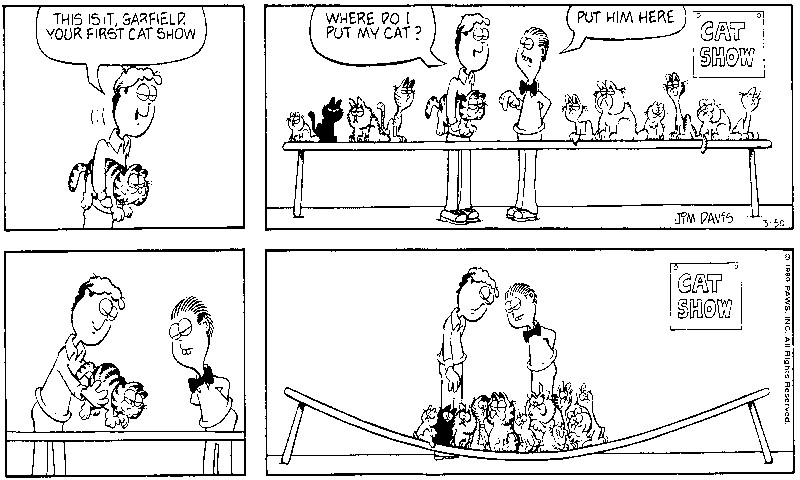 THIS IS IT, GARFIELD.
YOUR FIRST CAT SHOW
WHERE DO I
PUT MY CAT?
PUT HIM HERE
CAT
SHOW
JIM DAVIS
3-30
CAT
SHOW
© 1980 PAWS, INC. All Rights Reserved.